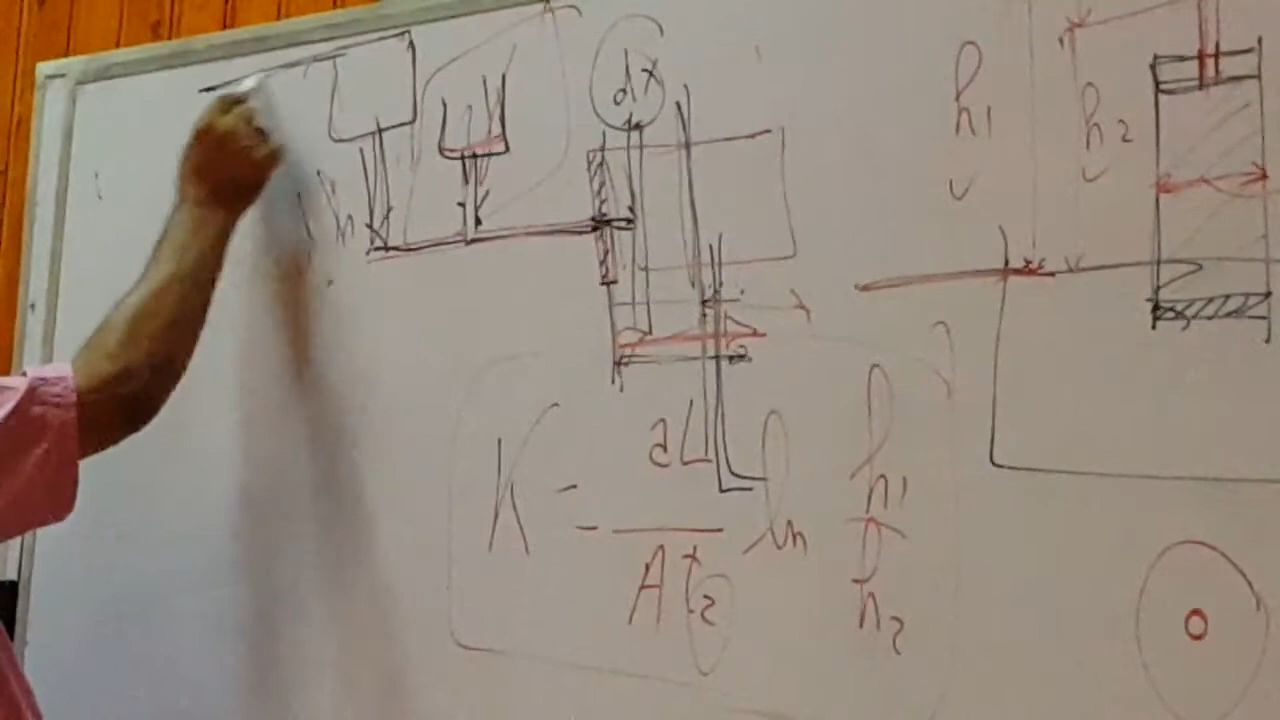 dx
h
h1
h2
K = aL / At2 ln h1 / h2